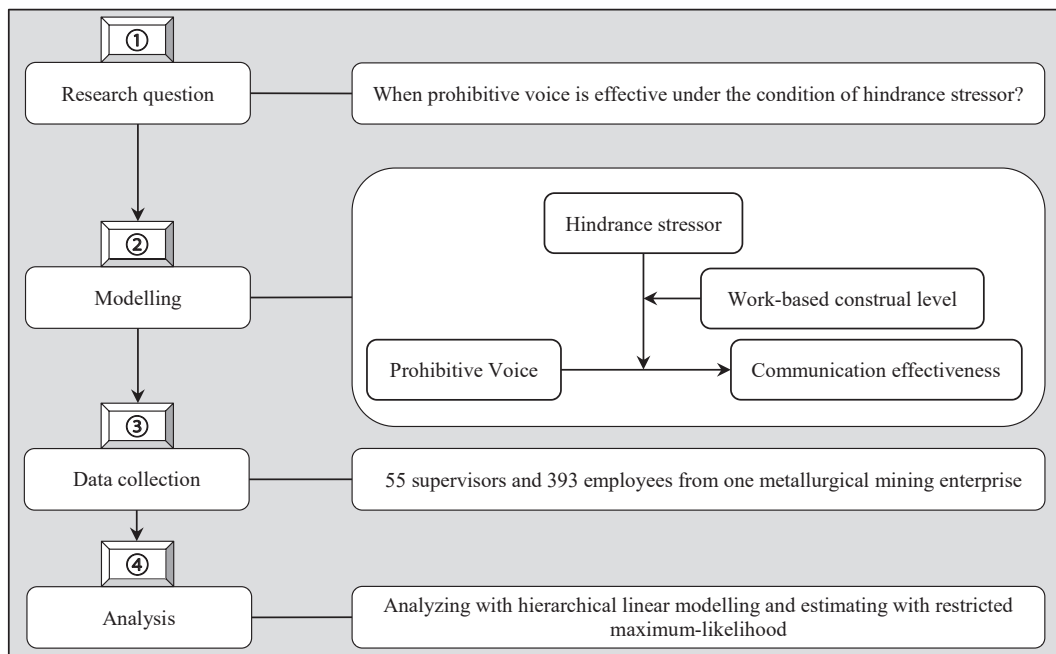 ①
Research question
When prohibitive voice is effective under the condition of hindrance stressor?
②
Modelling
Hindrance stressor
Work-based construal level
Prohibitive Voice
Communication effectiveness
③
Data collection
55 supervisors and 393 employees from one metallurgical mining enterprise
④
Analysis
Analyzing with hierarchical linear modelling and estimating with restricted
maximum-likelihood